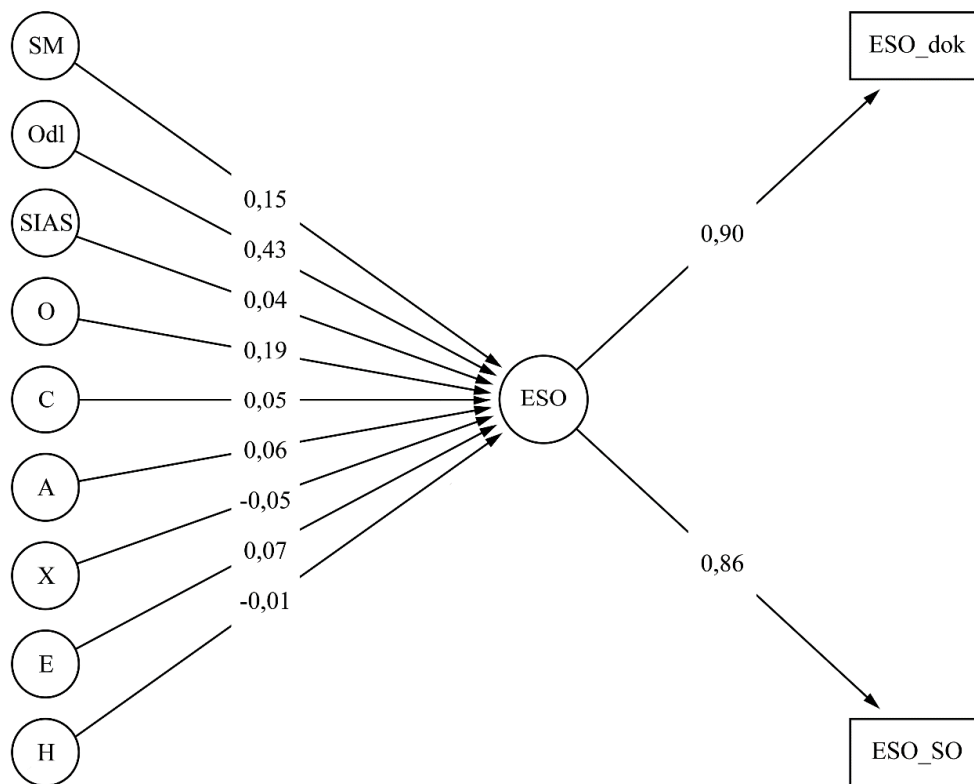 SM
Odl
SIAS
O
C
A
X
E
H
0,15
0,43
0,04
0,19
0,05
0,06
-0,05
0,07
-0,01
ESO
0,90
0,86
ESO_dok
ESO_SO